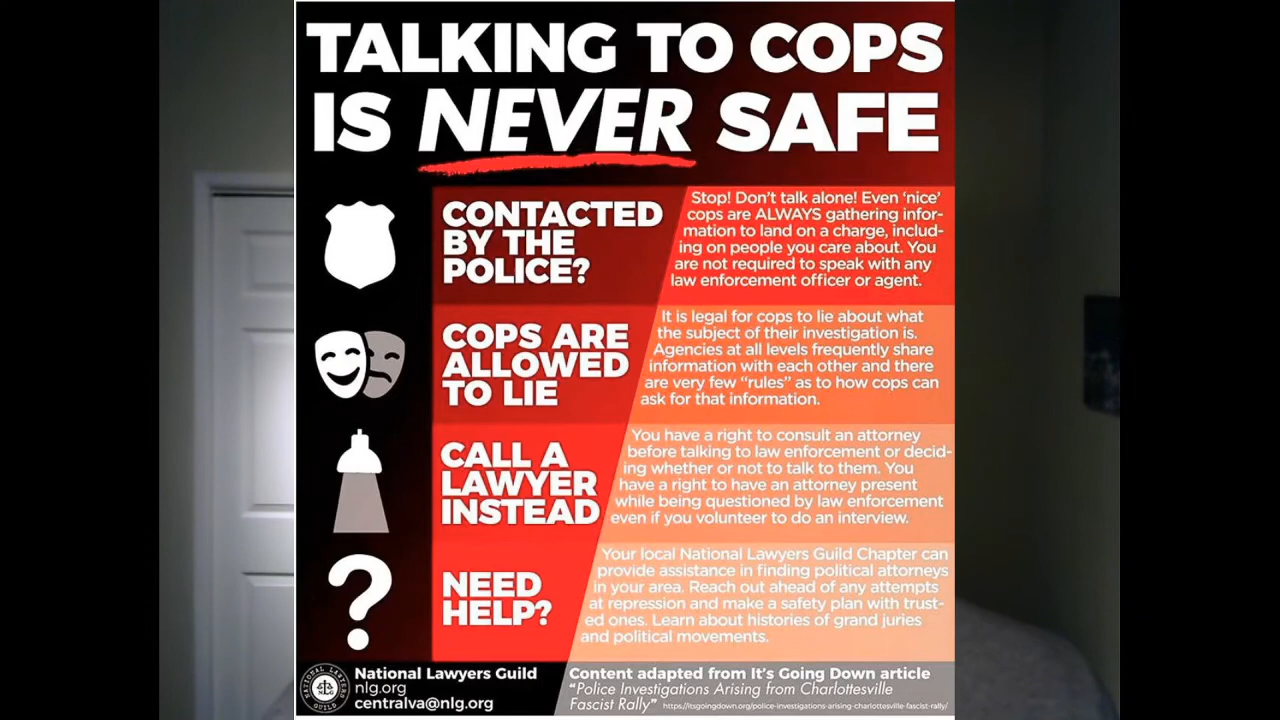 TALKING TO COPS
IS NEVER SAFE
CONTACTED
BY THE
POLICE?
Stop! Don't talk alone! Even 'nice'
cops are ALWAYS gathering infor-
mation to land on a charge, includ-
ing on people you care about. You
are not required to speak with any
law enforcement officer or agent.
COPS ARE
ALLOWED
TO LIE
It is legal for cops to lie about what
the subject of their investigation is.
Agencies at all levels frequently share
information with each other and there
are very few "rules" as to how cops can
ask for that information.
CALL A
LAWYER
INSTEAD
You have a right to consult an attorney
before talking to law enforcement or decid-
ing whether or not to talk to them. You
have a right to have an attorney present
while being questioned by law enforcement
even if you volunteer to do an interview.
NEED
HELP?
Your local National Lawyers Guild Chapter can
provide assistance in finding political attorneys
in your area. Reach out ahead of any attempts
at repression and make a safety plan with trust-
ed ones. Learn about histories of grand juries
and political movements.
NATIONAL LAWYERS GUILD
National Lawyers Guild
nlg.org
centralva@nlg.org
Content adapted from It's Going Down article
"Police Investigations Arising from Charlottesville
Fascist Rally" https://itsgoingdown.org/police-investigations-arising-charlottesville-fascist-rally/